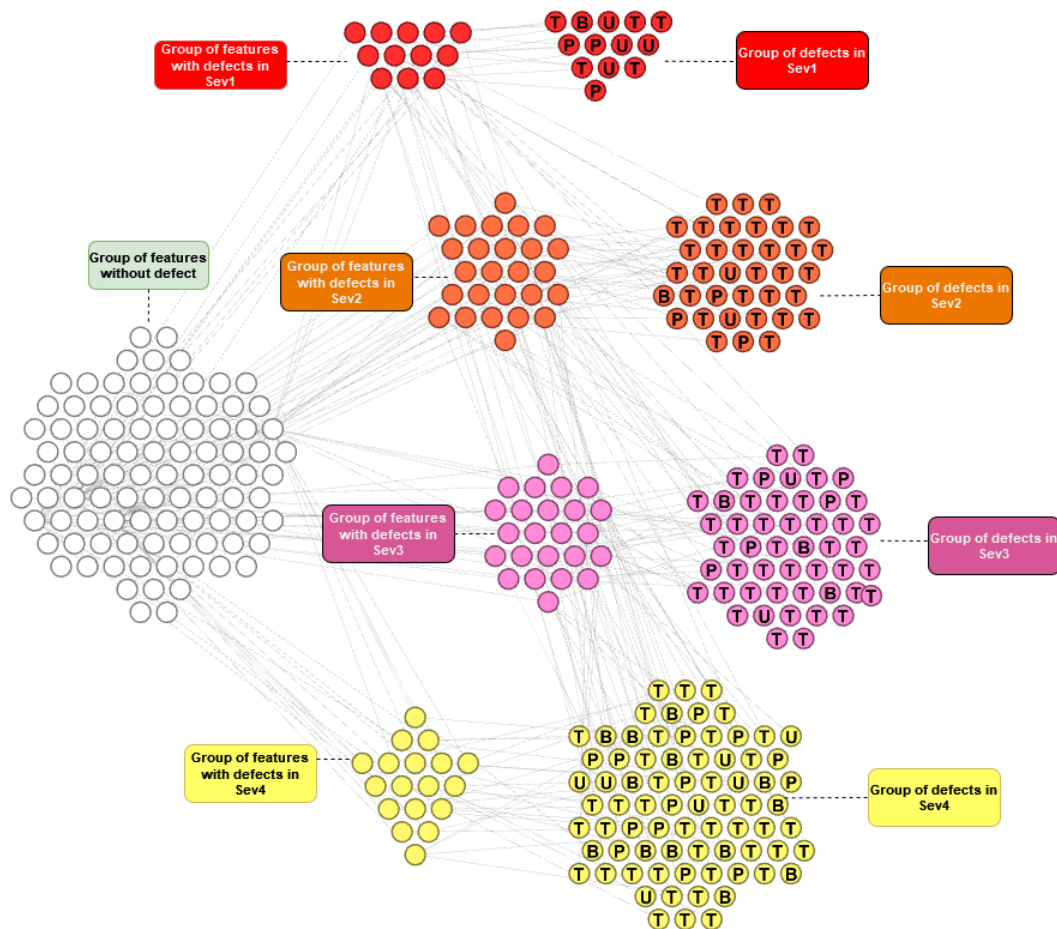 T B U T T
Group of features
with defects in
Sev1
P P U U
Group of defects in
Sev1
T U T
P
T T T
T T T T T T
T T T T T T
Group of features
without defect
Group of features
with defects in
Sev2
T T U T T T
Group of defects in
Sev2
B T P T T T
P T U T T T
T P T
T T
T P U T P
T B T T T P T
Group of features
with defects in
Sev3
T T T T T T T
Group of defects in
Sev3
T P T B T T
P T T T T T T
T T T T T B T T
T U T T T
T T
T T T
T B P T
T B B T P T P T U
Group of features
with defects in
Sev4
P P T B T U T P
U U B T P T U B P
Group of defects in
Sev4
T T T P U T T B
T T P P T T T T T
B P B B T B T T T
T T T T P T P T B
U T T B
T T T